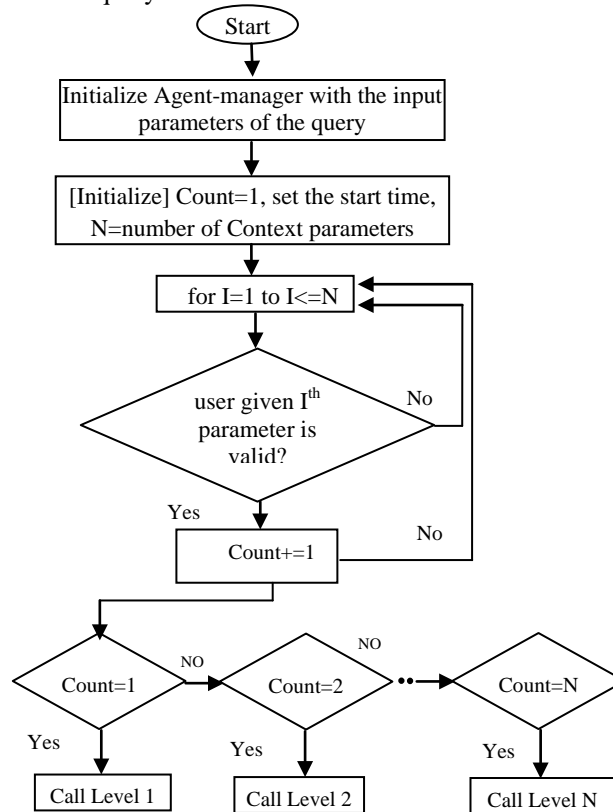 Start
Initialize Agent-manager with the input
parameters of the query
[Initialize] Count=1, set the start time,
N=number of Context parameters
for I=1 to I<=N
No
user given Ith
parameter is
valid?
Yes
No
Count+=1
NO
NO
Count=1
Count=2
••
Count=N
Yes
Yes
Yes
Call Level 1
Call Level 2
Call Level N